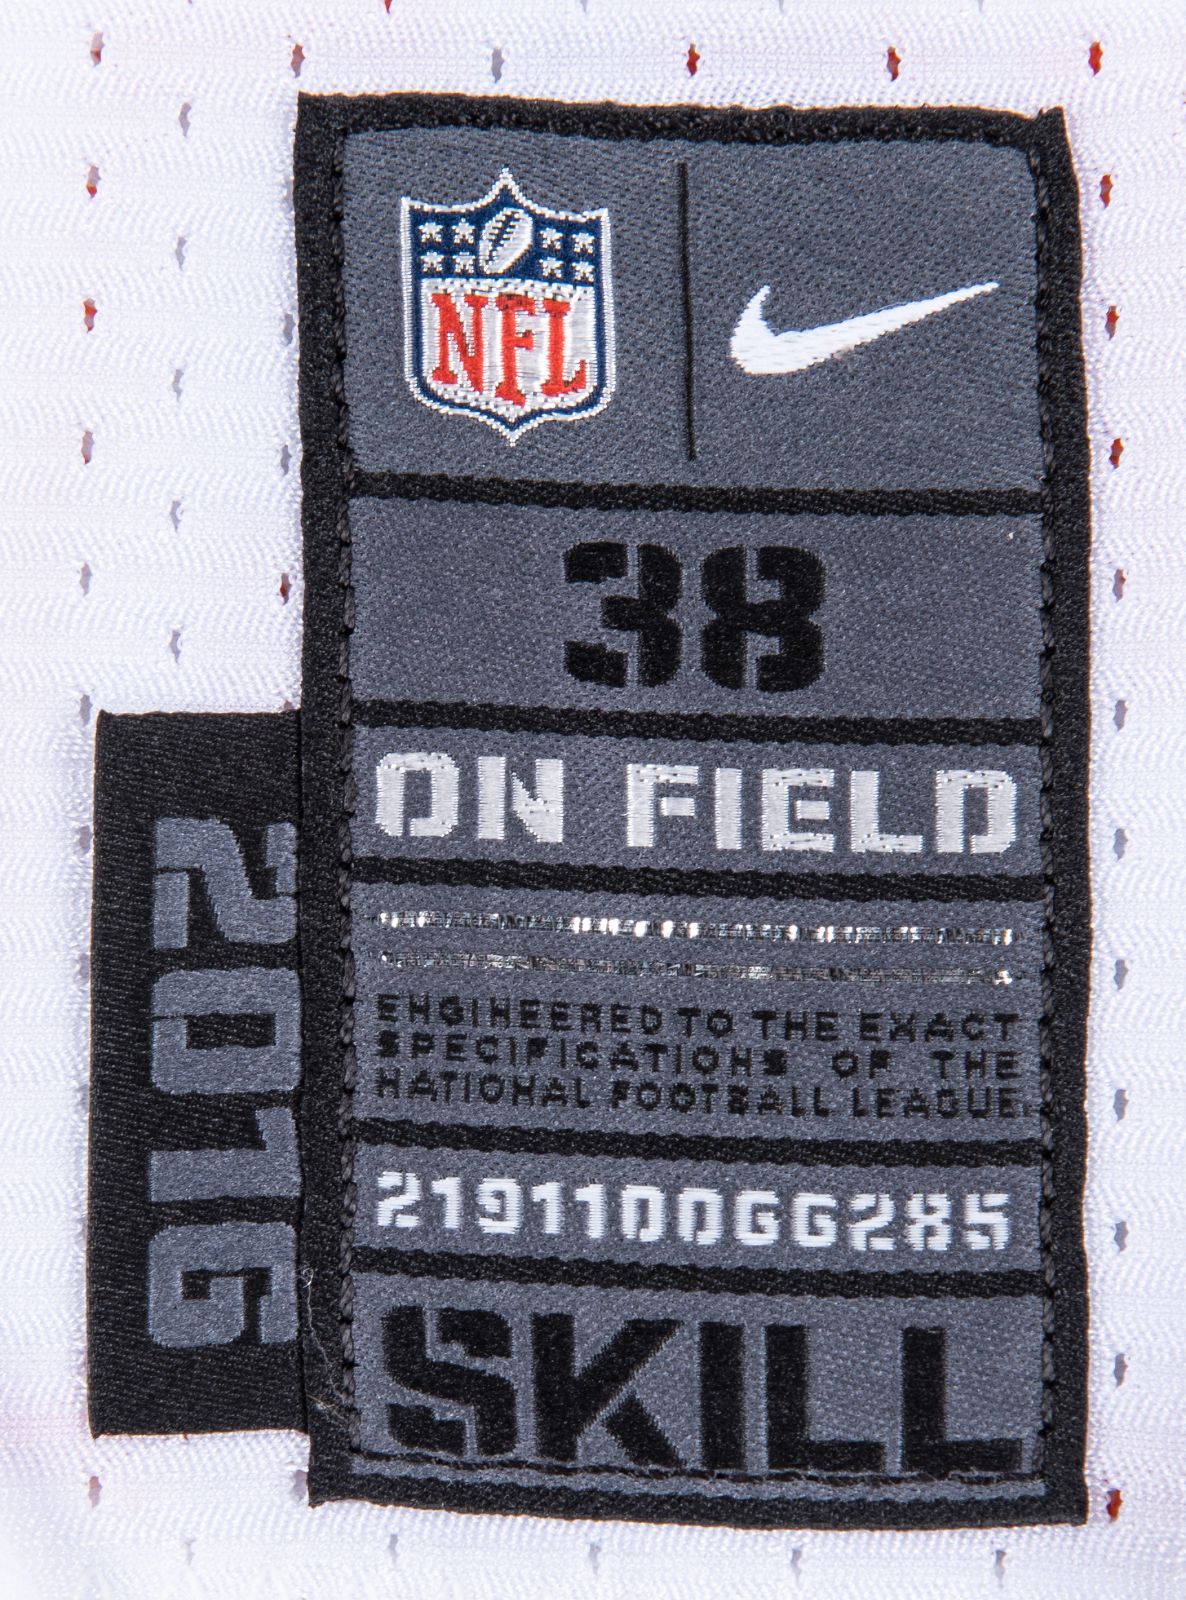 NFL
38
ON FIELD
ENGINEERED TO THE EXACT
SPECIFICATIONS OF THE
NATIONAL FOOTBALL LEAGUE.
2191100GG285
SKILL
2016